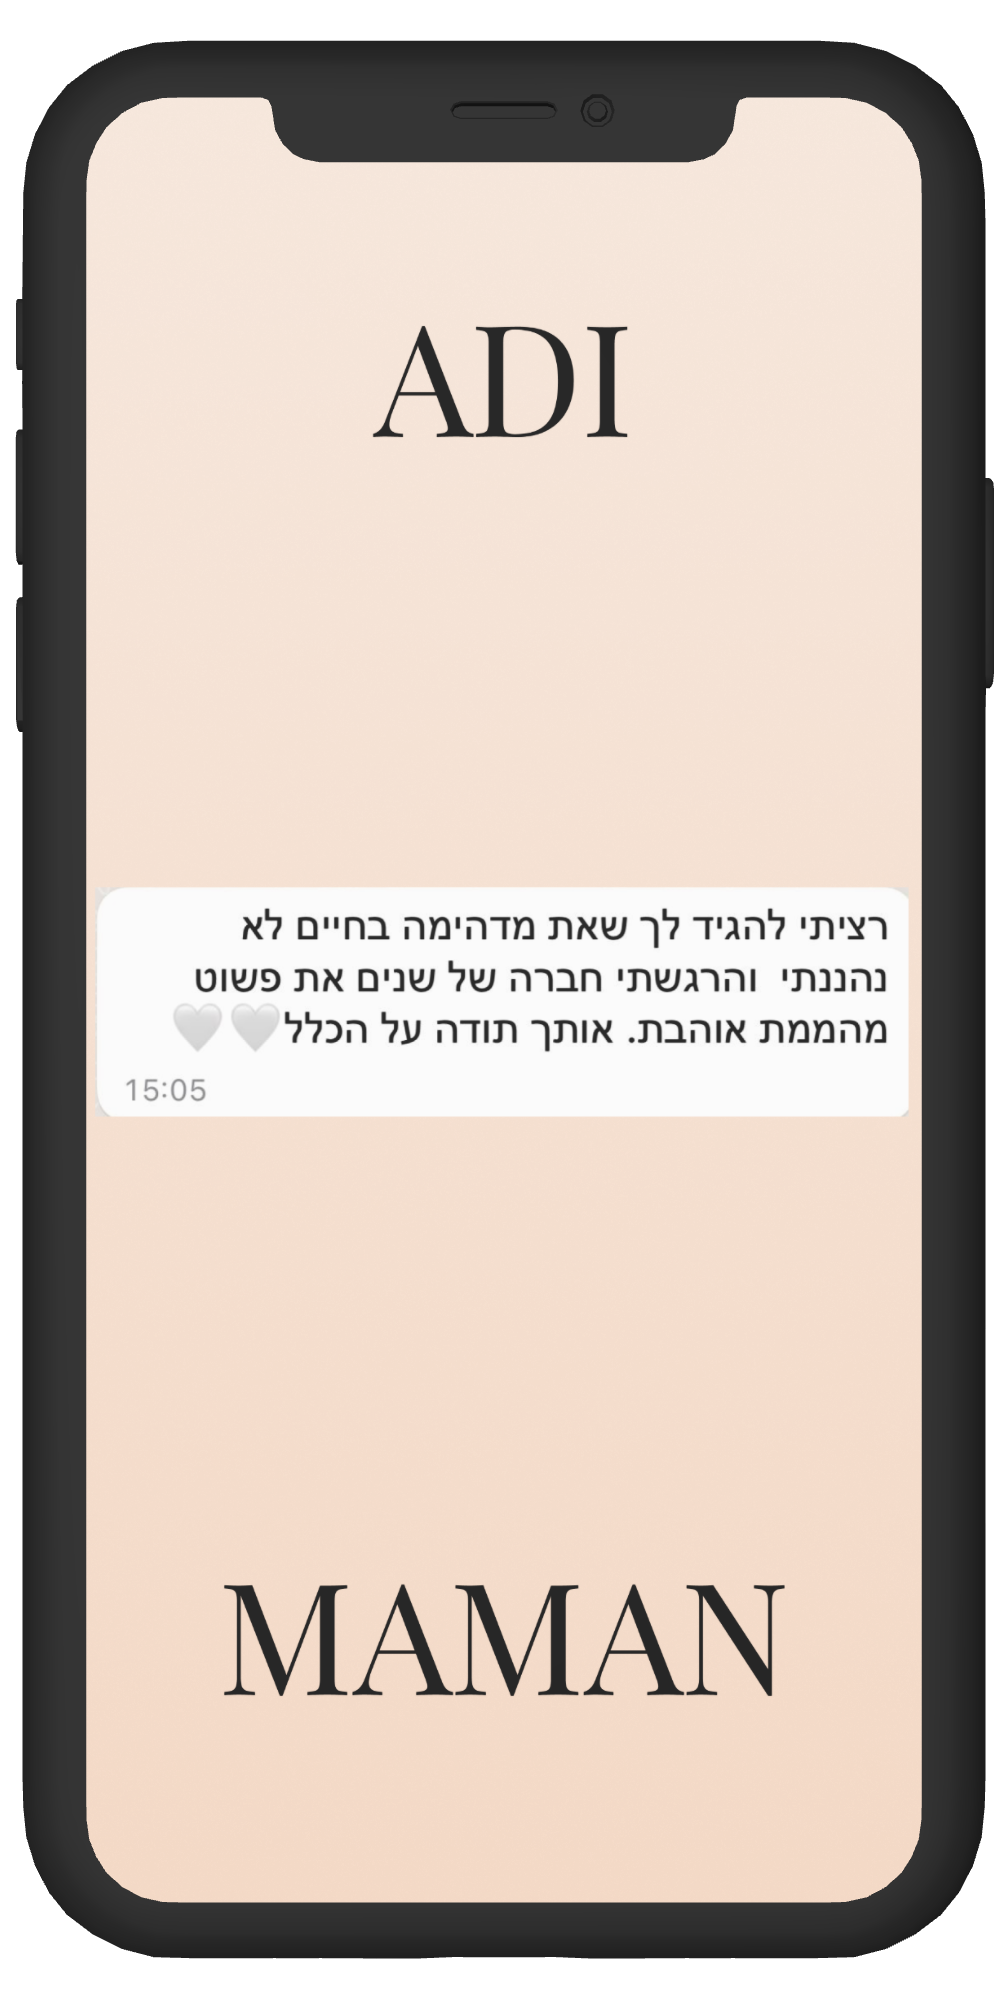 ADI
רציתי להגיד לך שאת מדהימה בחיים לא
נהננתי  והרגשתי חברה של שנים את פשוט
מהממת אוהבת. אותך תודה על הכלל🤍🤍
15:05
MAMAN